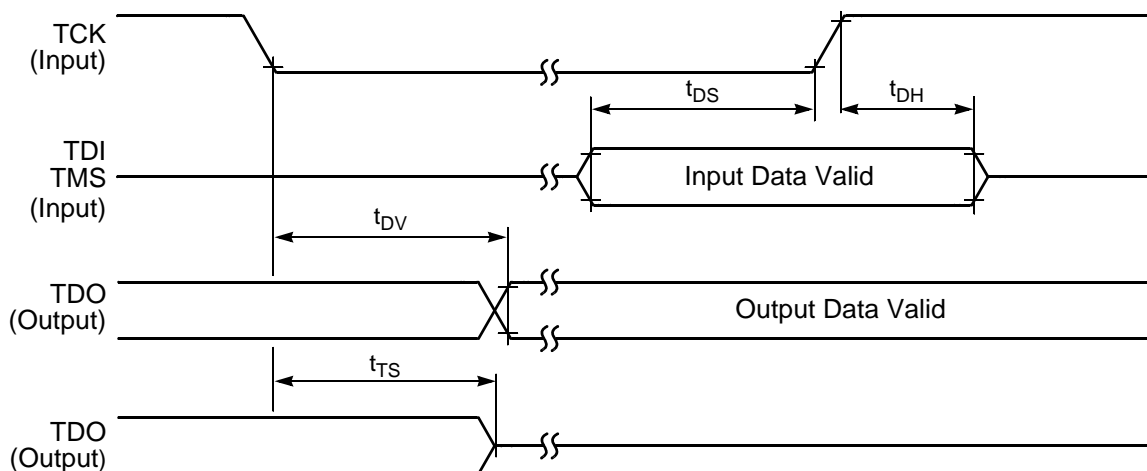 TCK
(Input)
tDS
tDH
TDI
TMS
(Input)
Input Data Valid
tDV
TDO
(Output)
Output Data Valid
tTS
TDO
(Output)